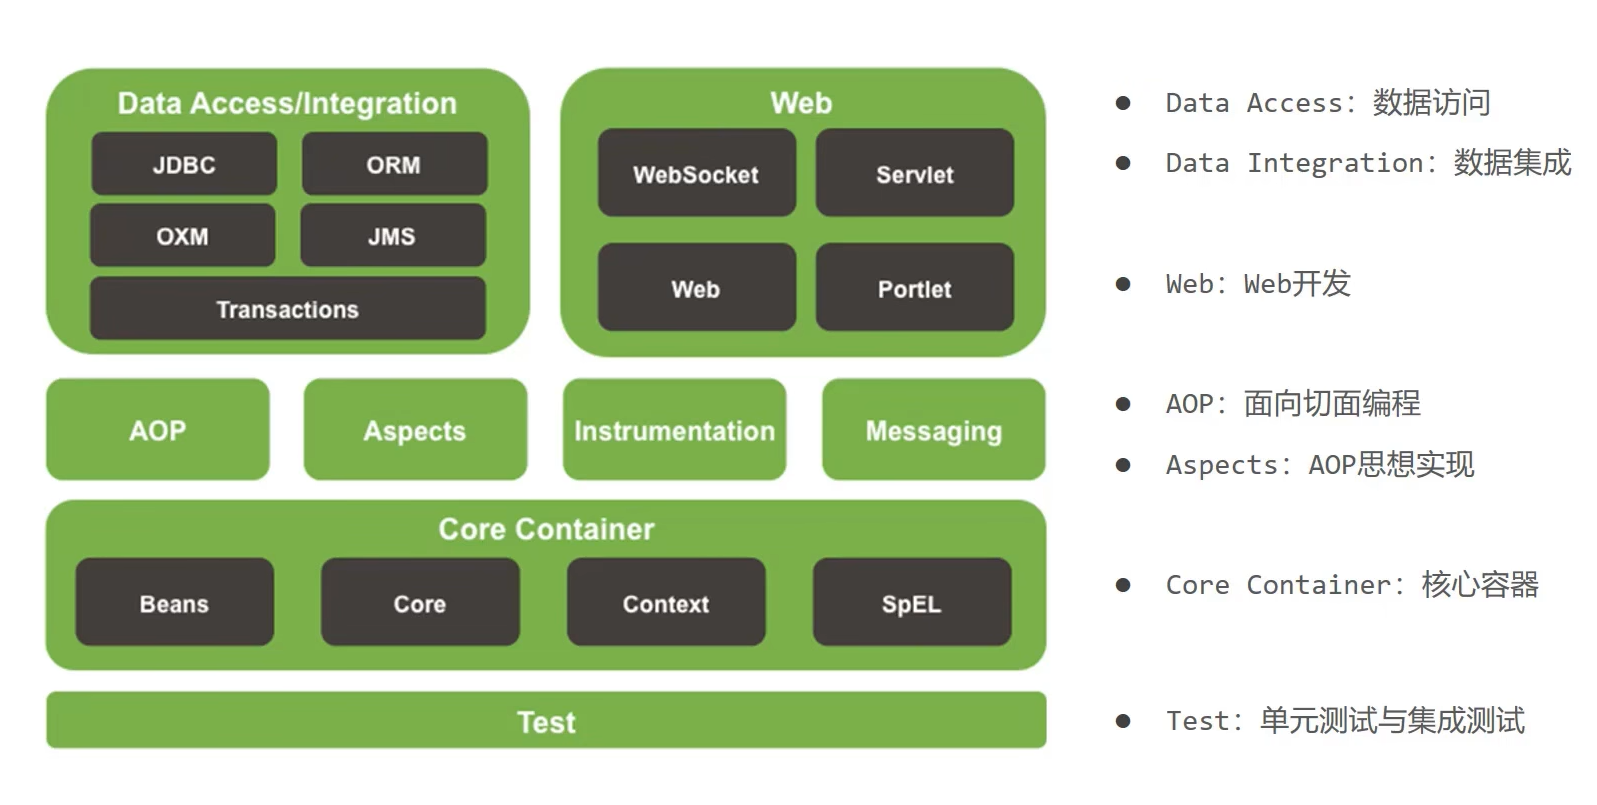 Data Access/Integration
JDBC
ORM
OXM
JMS
Transactions
Web
WebSocket
Servlet
Web
Portlet
AOP
Aspects
Instrumentation
Messaging
Core Container
Beans
Core
Context
SpEL
Test
● Data Access：数据访问
● Data Integration：数据集成
● Web：Web开发
● AOP：面向切面编程
● Aspects：AOP思想实现
● Core Container：核心容器
● Test：单元测试与集成测试